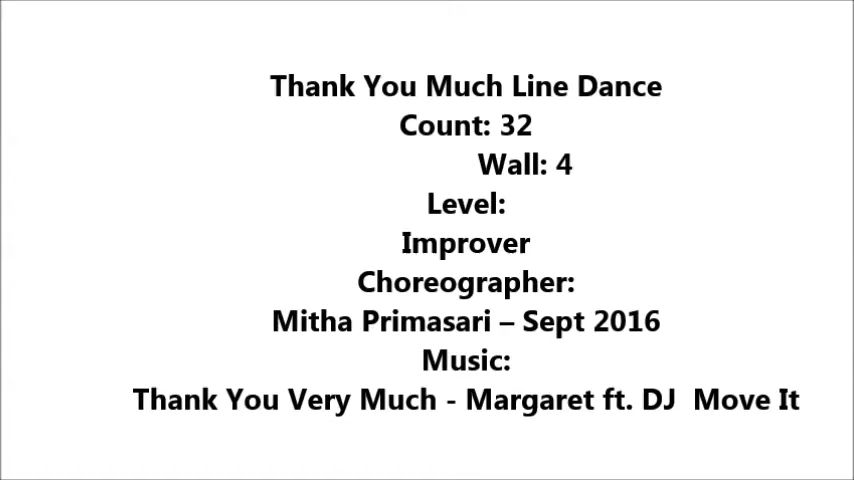 Thank You Much Line Dance
Count: 32
Wall: 4
Level:
Improver
Choreographer:
Mitha Primasari – Sept 2016
Music:
Thank You Very Much - Margaret ft. DJ  Move It